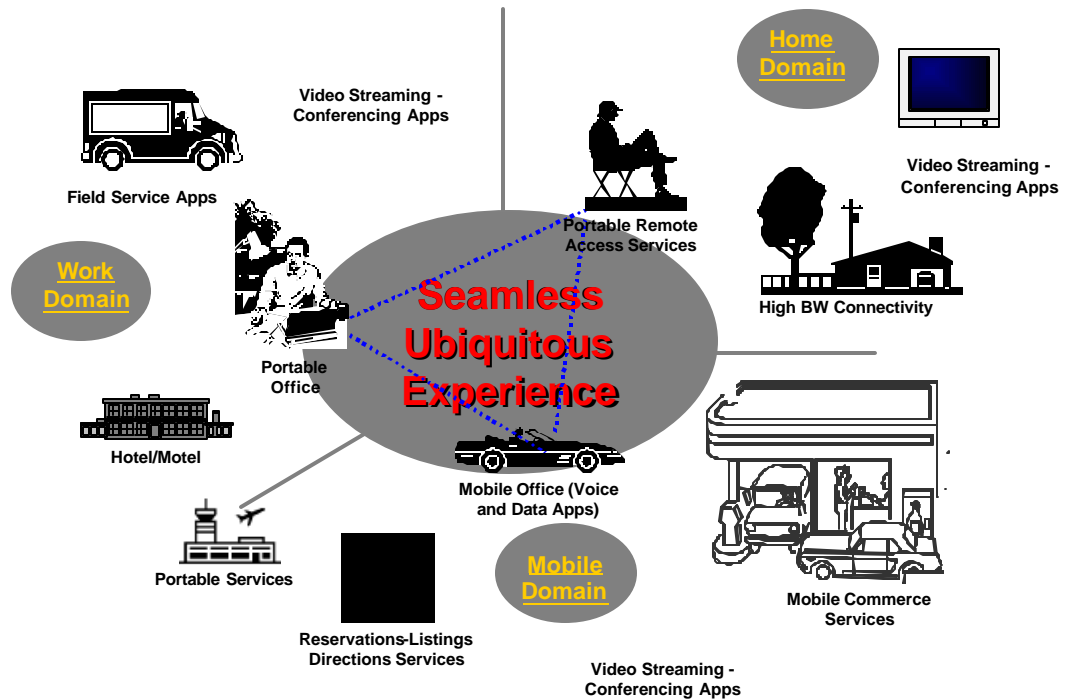 Home
Domain
Video Streaming -
Conferencing Apps
Field Service Apps
Video Streaming -
Conferencing Apps
Portable Remote
Access Services
Work
Domain
Seamless
Ubiquitous
Experience
High BW Connectivity
Portable
Office
Hotel/Motel
Mobile Office (Voice
and Data Apps)
Portable Services
Mobile
Domain
Mobile Commerce
Services
Reservations-Listings
Directions Services
Video Streaming -
Conferencing Apps